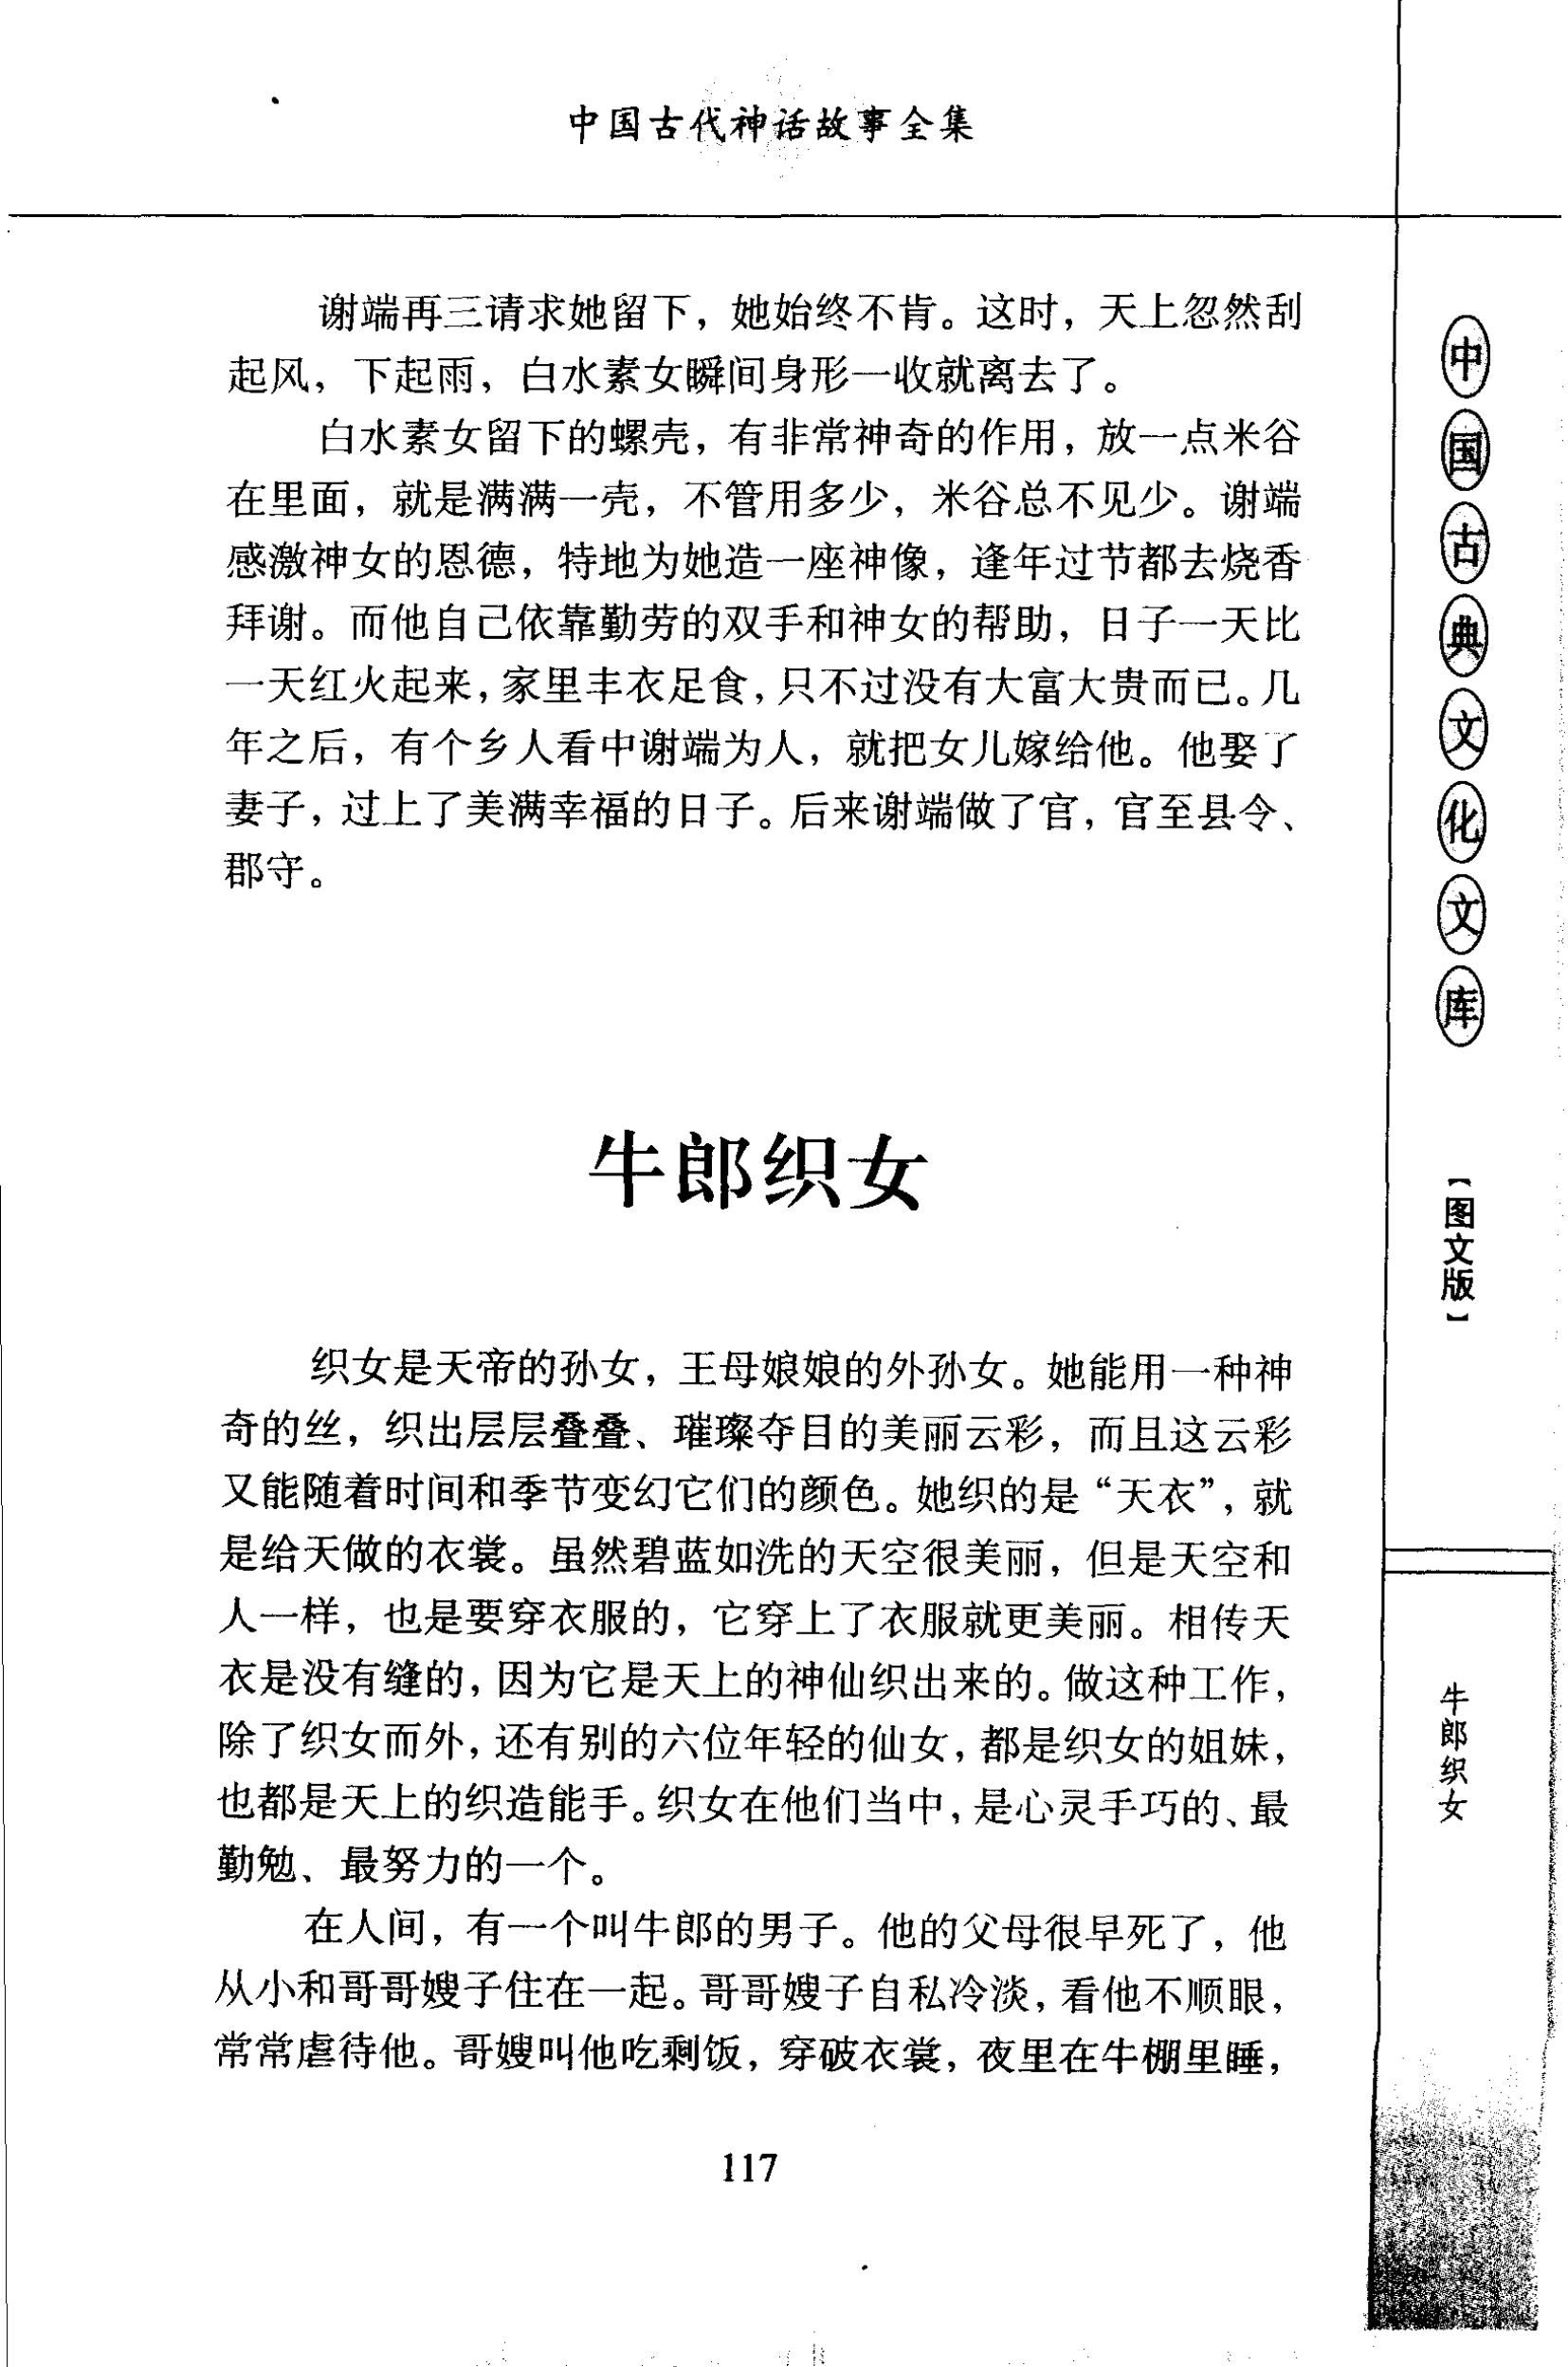 中国古代神话故事全集
谢端再三请求她留下，她始终不肯。这时，天上忽然刮
起风，下起雨，白水素女瞬间身形一收就离去了。
白水素女留下的螺壳，有非常神奇的作用，放一点米谷
在里面，就是满满一壳，不管用多少，米谷总不见少。谢端
感激神女的恩德，特地为她造一座神像，逢年过节都去烧香
拜谢。而他自己依靠勤劳的双手和神女的帮助，日子一天比
一天红火起来，家里丰衣足食，只不过没有大富大贵而已。几
年之后，有个乡人看中谢端为人，就把女儿嫁给他。他娶了
妻子，过上了美满幸福的日子。后来谢端做了官，官至县令、
郡守。
牛郎织女
织女是天帝的孙女，王母娘娘的外孙女。她能用一种神
奇的丝，织出层层叠叠、璀璨夺目的美丽云彩，而且这云彩
又能随着时间和季节变幻它们的颜色。她织的是“天衣”，就
是给天做的衣裳。虽然碧蓝如洗的天空很美丽，但是天空和
人一样，也是要穿衣服的，它穿上了衣服就更美丽。相传天
衣是没有缝的，因为它是天上的神仙织出来的。做这种工作，
除了织女而外，还有别的六位年轻的仙女，都是织女的姐妹，
也都是天上的织造能手。织女在他们当中，是心灵手巧的、最
勤勉、最努力的一个。
在人间，有一个叫牛郎的男子。他的父母很早死了，他
从小和哥哥嫂子住在一起。哥哥嫂子自私冷淡，看他不顺眼，
常常虐待他。哥嫂叫他吃剩饭，穿破衣裳，夜里在牛棚里睡，
117
中国古典文化文库
【图文版】
牛郎织女